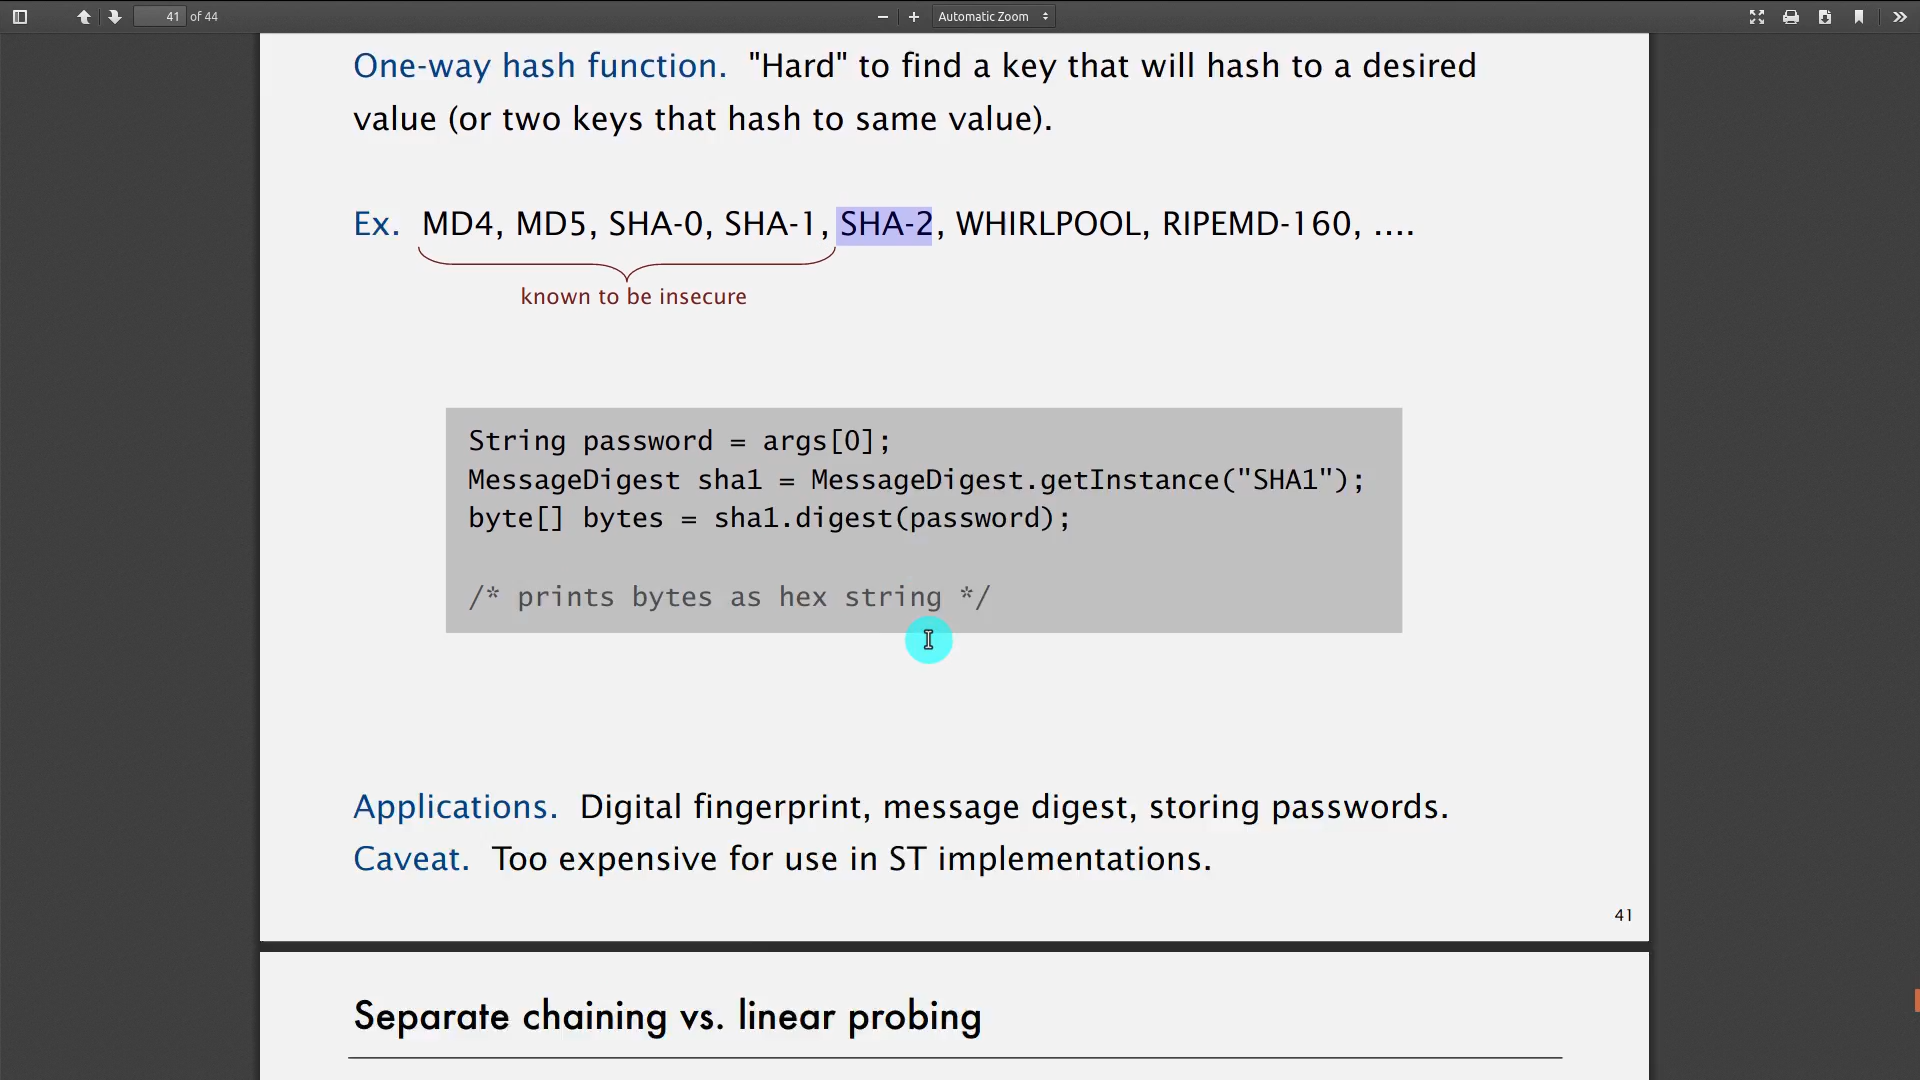 41 of 44
Automatic Zoom
One-way hash function. "Hard" to find a key that will hash to a desired
value (or two keys that hash to same value).
Ex. MD4, MD5, SHA-0, SHA-1, SHA-2, WHIRLPOOL, RIPEMD-160, ....
known to be insecure
String password = args[0];
MessageDigest sha1 = MessageDigest.getInstance("SHA1");
byte[] bytes = sha1.digest(password);
/* prints bytes as hex string */
Applications. Digital fingerprint, message digest, storing passwords.
Caveat. Too expensive for use in ST implementations.
41
Separate chaining vs. linear probing